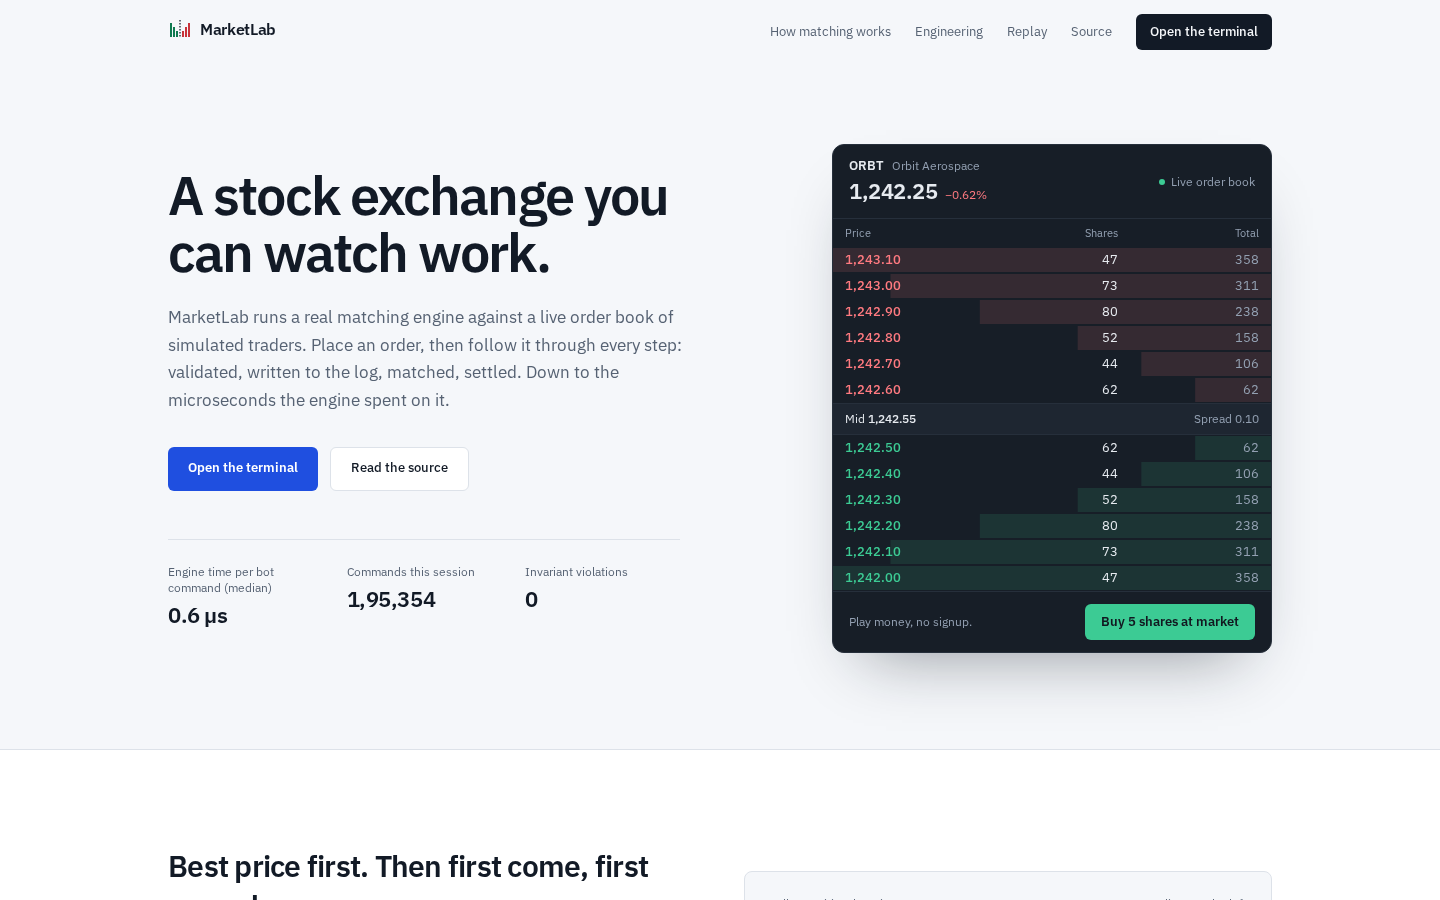 MarketLab
How matching works
Engineering
Replay
Source
Open the terminal
A stock exchange you
can watch work.
MarketLab runs a real matching engine against a live order book of
simulated traders. Place an order, then follow it through every step:
validated, written to the log, matched, settled. Down to the
microseconds the engine spent on it.
Open the terminal
Read the source
Engine time per bot
command (median)
0.6 µs
Commands this session
1,95,354
Invariant violations
0
ORBT Orbit Aerospace
1,242.25 −0.62%
Live order book
Price Shares Total
1,243.10 47 358
1,243.00 73 311
1,242.90 80 238
1,242.80 52 158
1,242.70 44 106
1,242.60 62 62
Mid 1,242.55 Spread 0.10
1,242.50 62 62
1,242.40 44 106
1,242.30 52 158
1,242.20 80 238
1,242.10 73 311
1,242.00 47 358
Play money, no signup.
Buy 5 shares at market
Best price first. Then first come, first